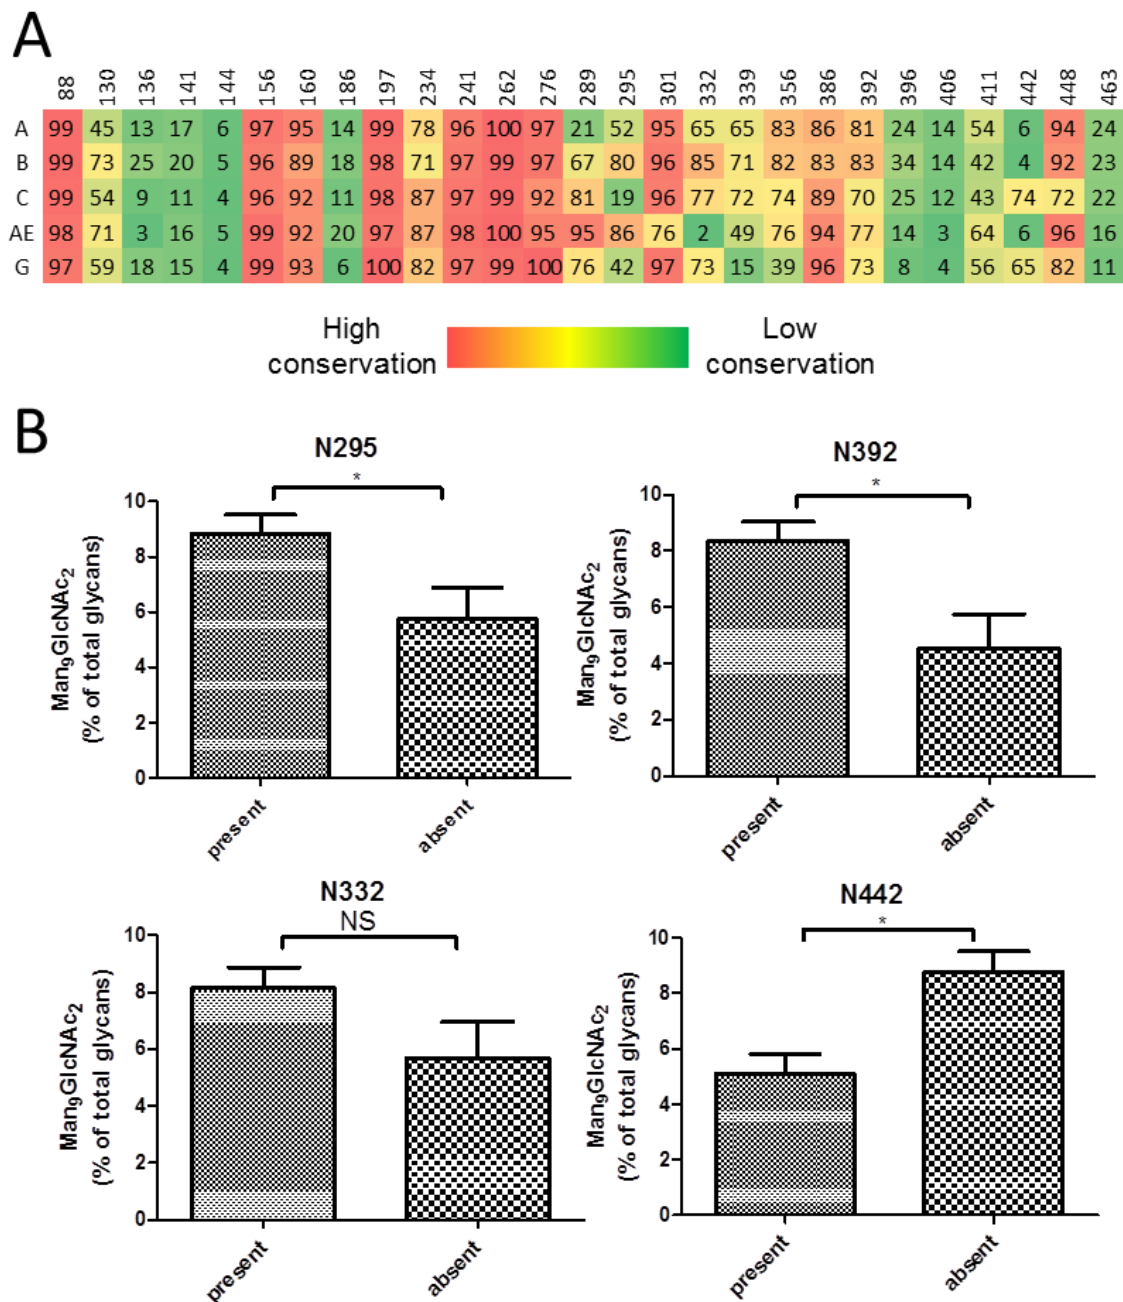 A
88 130 136 141 144 156 160 186 197 234 241 262 276 289 295 301 332 339 356 386 392 396 406 411 442 448 463
A 99 45 13 17 6 97 95 14 99 78 96 100 97 21 52 95 65 65 83 86 81 24 14 54 6 94 24
B 99 73 25 20 5 96 89 18 98 71 97 99 97 67 80 96 85 71 82 83 83 34 14 42 4 92 23
C 99 54 9 11 4 96 92 11 98 87 97 99 92 81 19 96 77 72 74 89 70 25 12 43 74 72 22
AE 98 71 3 16 5 99 92 20 97 87 98 100 95 95 86 76 2 49 76 94 77 14 3 64 6 96 16
G 97 59 18 15 4 99 93 6 100 82 97 99 100 76 42 97 73 15 39 96 73 8 4 56 65 82 11
High conservation
Low conservation
B
N295
*
Man₉GlcNAc₂
(% of total glycans)
10
8
6
4
2
0
present
absent
N392
*
Man₉GlcNAc₂
(% of total glycans)
10
8
6
4
2
0
present
absent
N332
NS
Man₉GlcNAc₂
(% of total glycans)
10
8
6
4
2
0
present
absent
N442
*
Man₉GlcNAc₂
(% of total glycans)
10
8
6
4
2
0
present
absent